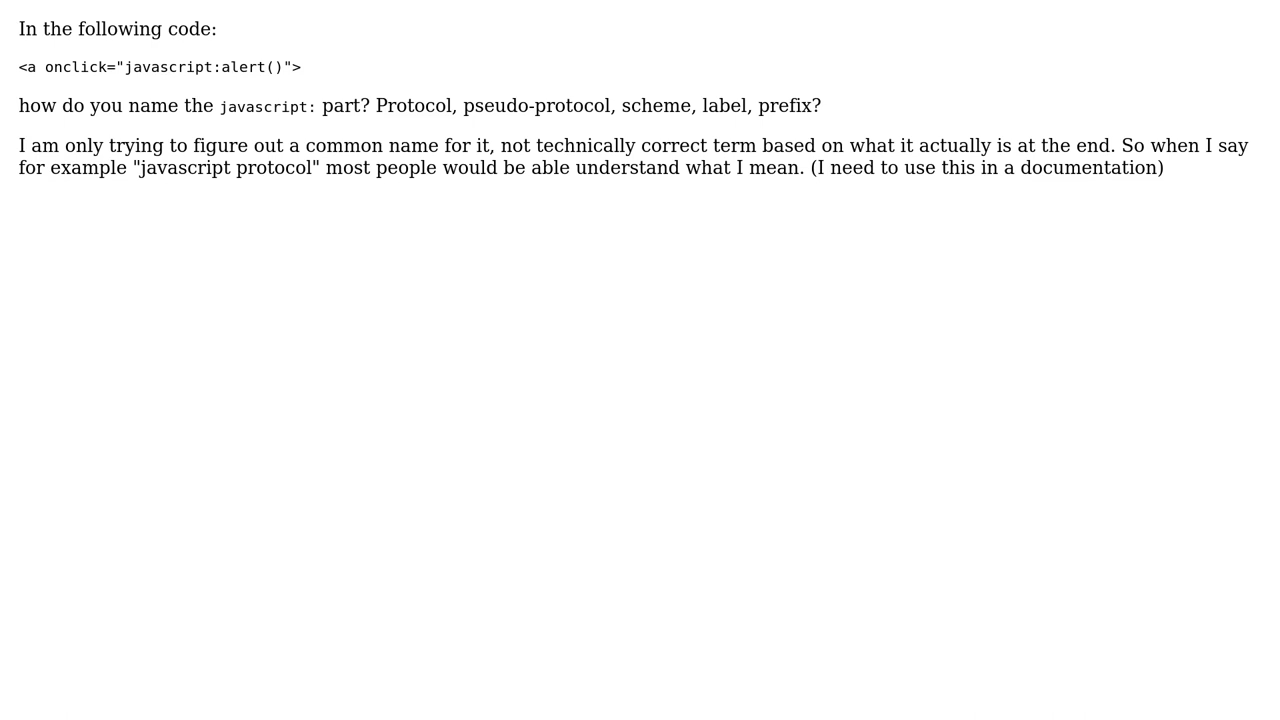 In the following code:
<a onclick="javascript:alert()">
how do you name the javascript: part? Protocol, pseudo-protocol, scheme, label, prefix?
I am only trying to figure out a common name for it, not technically correct term based on what it actually is at the end. So when I say
for example "javascript protocol" most people would be able understand what I mean. (I need to use this in a documentation)